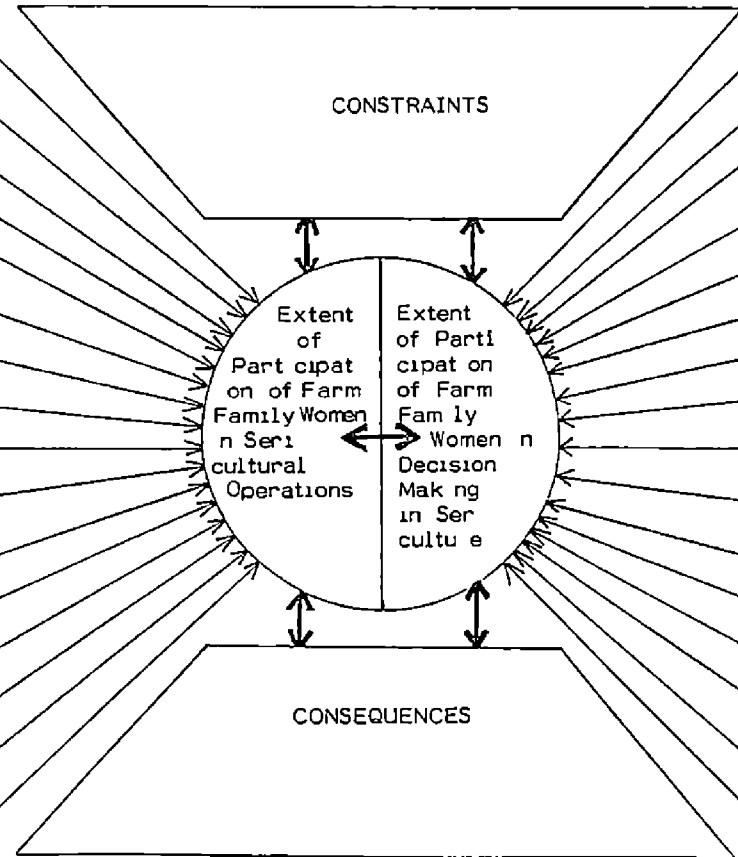 CONSTRAINTS
Extent
of
Part cipat
on of Farm
Family Women
n Seri
cultural
Operations
Extent
of Parti
cipat on
of Farm
Fam ly
Women n
Decision
Mak ng
in Ser
cultu e
CONSEQUENCES